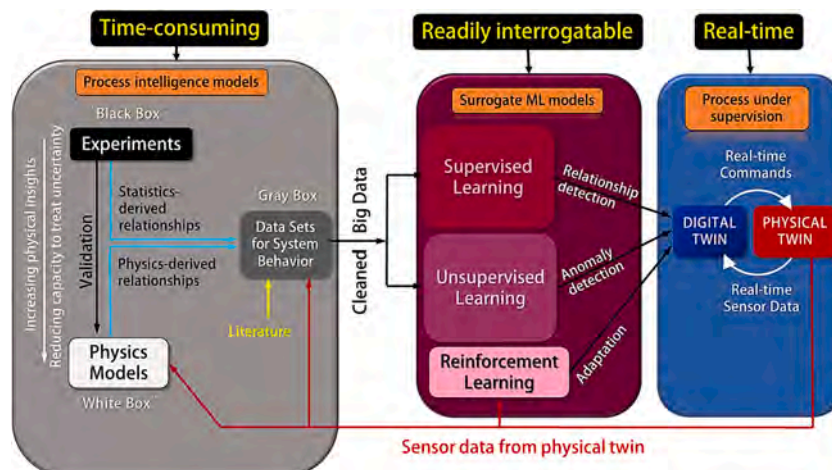 Time-consuming
Readily interrogatable
Real-time
Process intelligence models
Black Box
Experiments
Increasing physical insights
Reducing capacity to treat uncertainty
Validation
Statistics-
derived
relationships
Physics-derived
relationships
Gray Box
Data Sets
for System
Behavior
Literature
Physics
Models
White Box
Cleaned Big Data
Surrogate ML models
Supervised
Learning
Unsupervised
Learning
Reinforcement
Learning
Relationship
detection
Anomaly
detection
Adaptation
Process under
supervision
Real-time
Commands
DIGITAL
TWIN
PHYSICAL
TWIN
Real-time
Sensor Data
Sensor data from physical twin